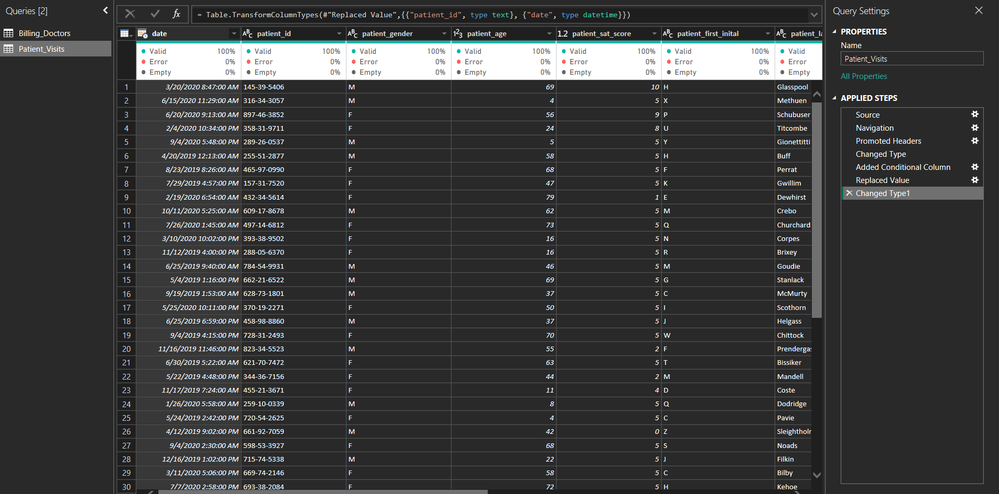 Queries [2]
Billing_Doctors
Patient_Visits
fx = Table.TransformColumnTypes(#"Replaced Value",{{"patient_id", type text}, {"date", type datetime}})
date ABC patient_id ABC patient_gender 123 patient_age 1.2 patient_sat_score ABC patient_first_inital ABC patient_la
Valid 100% Valid 100% Valid 100% Valid 100% Valid 100% Valid 100% Valid
Error 0% Error 0% Error 0% Error 0% Error 0% Error 0% Error
Empty 0% Empty 0% Empty 0% Empty 0% Empty 0% Empty 0% Empty
1 3/20/2020 8:47:00 AM 145-39-5406 M 69 10 H Glasspool
2 6/15/2020 11:29:00 AM 316-34-3057 M 4 5 X Methuen
3 6/20/2020 9:13:00 AM 897-46-3852 F 56 9 P Schubuser
4 2/4/2020 10:34:00 PM 358-31-9711 F 24 8 U Titcombe
5 9/4/2020 5:48:00 PM 289-26-0537 M 5 5 Y Gionettitti
6 4/20/2019 12:13:00 AM 255-51-2877 M 58 5 H Buff
7 8/23/2019 8:26:00 AM 465-97-0990 F 68 5 F Perrat
8 7/29/2019 4:57:00 PM 157-31-7520 F 47 5 K Gwillim
9 2/19/2020 6:54:00 AM 432-34-5614 F 79 1 E Dewhirst
10 10/11/2020 5:25:00 AM 609-17-8678 M 62 5 M Crebo
11 7/26/2020 1:45:00 AM 497-14-6812 F 73 5 Q Churchard
12 3/10/2020 10:02:00 PM 393-38-9502 F 16 5 N Corpes
13 11/12/2019 4:00:00 PM 288-05-6370 F 16 5 R Brixey
14 6/25/2019 9:40:00 AM 784-54-9931 M 46 5 M Goudie
15 5/4/2019 1:16:00 PM 662-21-6522 M 69 5 G Stanlack
16 9/19/2019 1:53:00 AM 628-73-1801 M 37 5 C McMurty
17 5/25/2020 10:11:00 PM 370-19-2271 F 50 5 I Scothorn
18 6/25/2019 6:59:00 PM 458-98-8860 M 37 5 J Helgass
19 9/4/2019 4:15:00 PM 728-31-2493 F 70 5 W Chittock
20 11/16/2019 11:46:00 PM 823-34-5523 M 55 2 F Prenderga
21 6/30/2019 5:22:00 AM 621-70-7472 F 63 5 T Bissiker
22 5/22/2019 4:48:00 PM 344-36-7156 F 44 2 M Mandell
23 11/17/2019 7:24:00 AM 455-21-3671 F 11 4 D Coste
24 1/26/2020 5:58:00 AM 259-10-0339 M 8 5 Q Dodridge
25 5/24/2019 2:42:00 PM 720-54-2625 F 4 5 C Pavie
26 4/12/2019 9:02:00 PM 661-92-7059 M 42 0 Z Sleightholr
27 9/4/2020 2:30:00 AM 598-53-3927 F 68 5 S Noads
28 12/16/2019 1:02:00 PM 715-74-5338 M 22 5 J Filkin
29 3/11/2020 5:06:00 PM 669-74-2146 F 58 5 C Bilby
30 7/7/2020 2:58:00 PM 693-38-2084 F 72 5 H Kehoe
Query Settings
PROPERTIES
Name
Patient_Visits
All Properties
APPLIED STEPS
Source
Navigation
Promoted Headers
Changed Type
Added Conditional Column
Replaced Value
Changed Type1